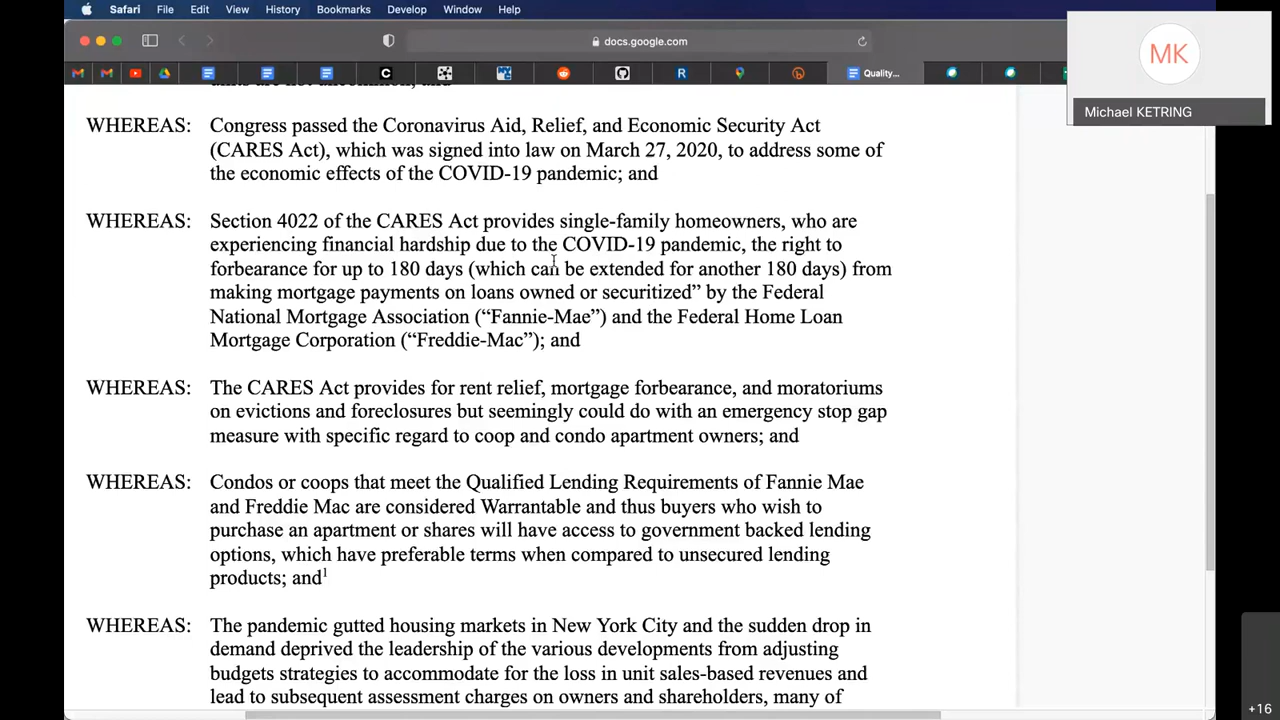 Safari File Edit View History Bookmarks Develop Window Help
docs.google.com
Quality...
MK
Michael KETRING
WHEREAS: Congress passed the Coronavirus Aid, Relief, and Economic Security Act
(CARES Act), which was signed into law on March 27, 2020, to address some of
the economic effects of the COVID-19 pandemic; and
WHEREAS: Section 4022 of the CARES Act provides single-family homeowners, who are
experiencing financial hardship due to the COVID-19 pandemic, the right to
forbearance for up to 180 days (which can be extended for another 180 days) from
making mortgage payments on loans owned or securitized” by the Federal
National Mortgage Association (“Fannie-Mae”) and the Federal Home Loan
Mortgage Corporation (“Freddie-Mac”); and
WHEREAS: The CARES Act provides for rent relief, mortgage forbearance, and moratoriums
on evictions and foreclosures but seemingly could do with an emergency stop gap
measure with specific regard to coop and condo apartment owners; and
WHEREAS: Condos or coops that meet the Qualified Lending Requirements of Fannie Mae
and Freddie Mac are considered Warrantable and thus buyers who wish to
purchase an apartment or shares will have access to government backed lending
options, which have preferable terms when compared to unsecured lending
products; and1
WHEREAS: The pandemic gutted housing markets in New York City and the sudden drop in
demand deprived the leadership of the various developments from adjusting
budgets strategies to accommodate for the loss in unit sales-based revenues and
lead to subsequent assessment charges on owners and shareholders, many of
+16